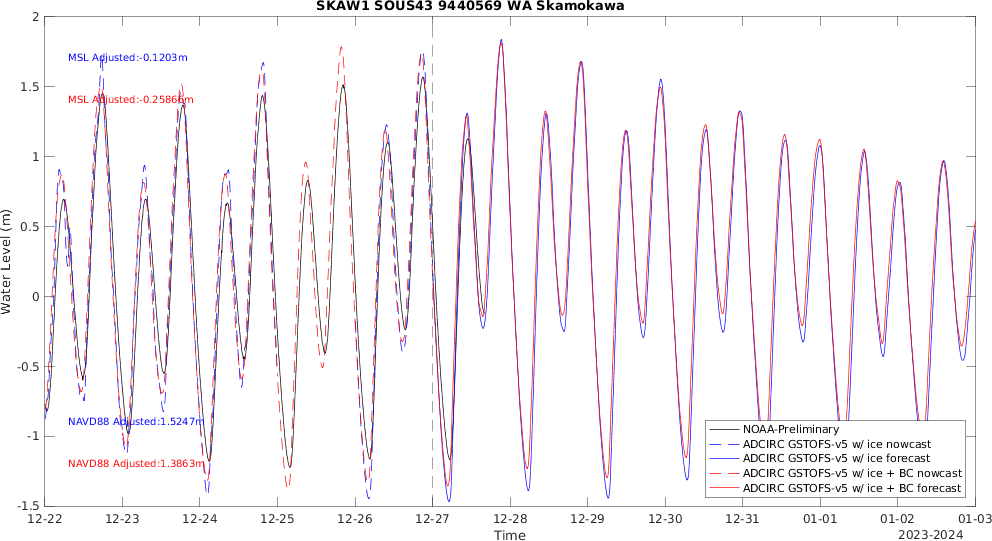 SKAW1 SOUS43 9440569 WA Skamokawa
2
1.5
1
0.5
0
-0.5
-1
-1.5
Water Level (m)
MSL Adjusted:-0.1203m
MSL Adjusted:-0.25866m
NAVD88 Adjusted:1.5247m
NAVD88 Adjusted:1.3863m
NOAA-Preliminary
ADCIRC GSTOFS-v5 w/ ice nowcast
ADCIRC GSTOFS-v5 w/ ice forecast
ADCIRC GSTOFS-v5 w/ ice + BC nowcast
ADCIRC GSTOFS-v5 w/ ice + BC forecast
12-22 12-23 12-24 12-25 12-26 12-27 12-28 12-29 12-30 12-31 01-01 01-02 01-03
Time
2023-2024